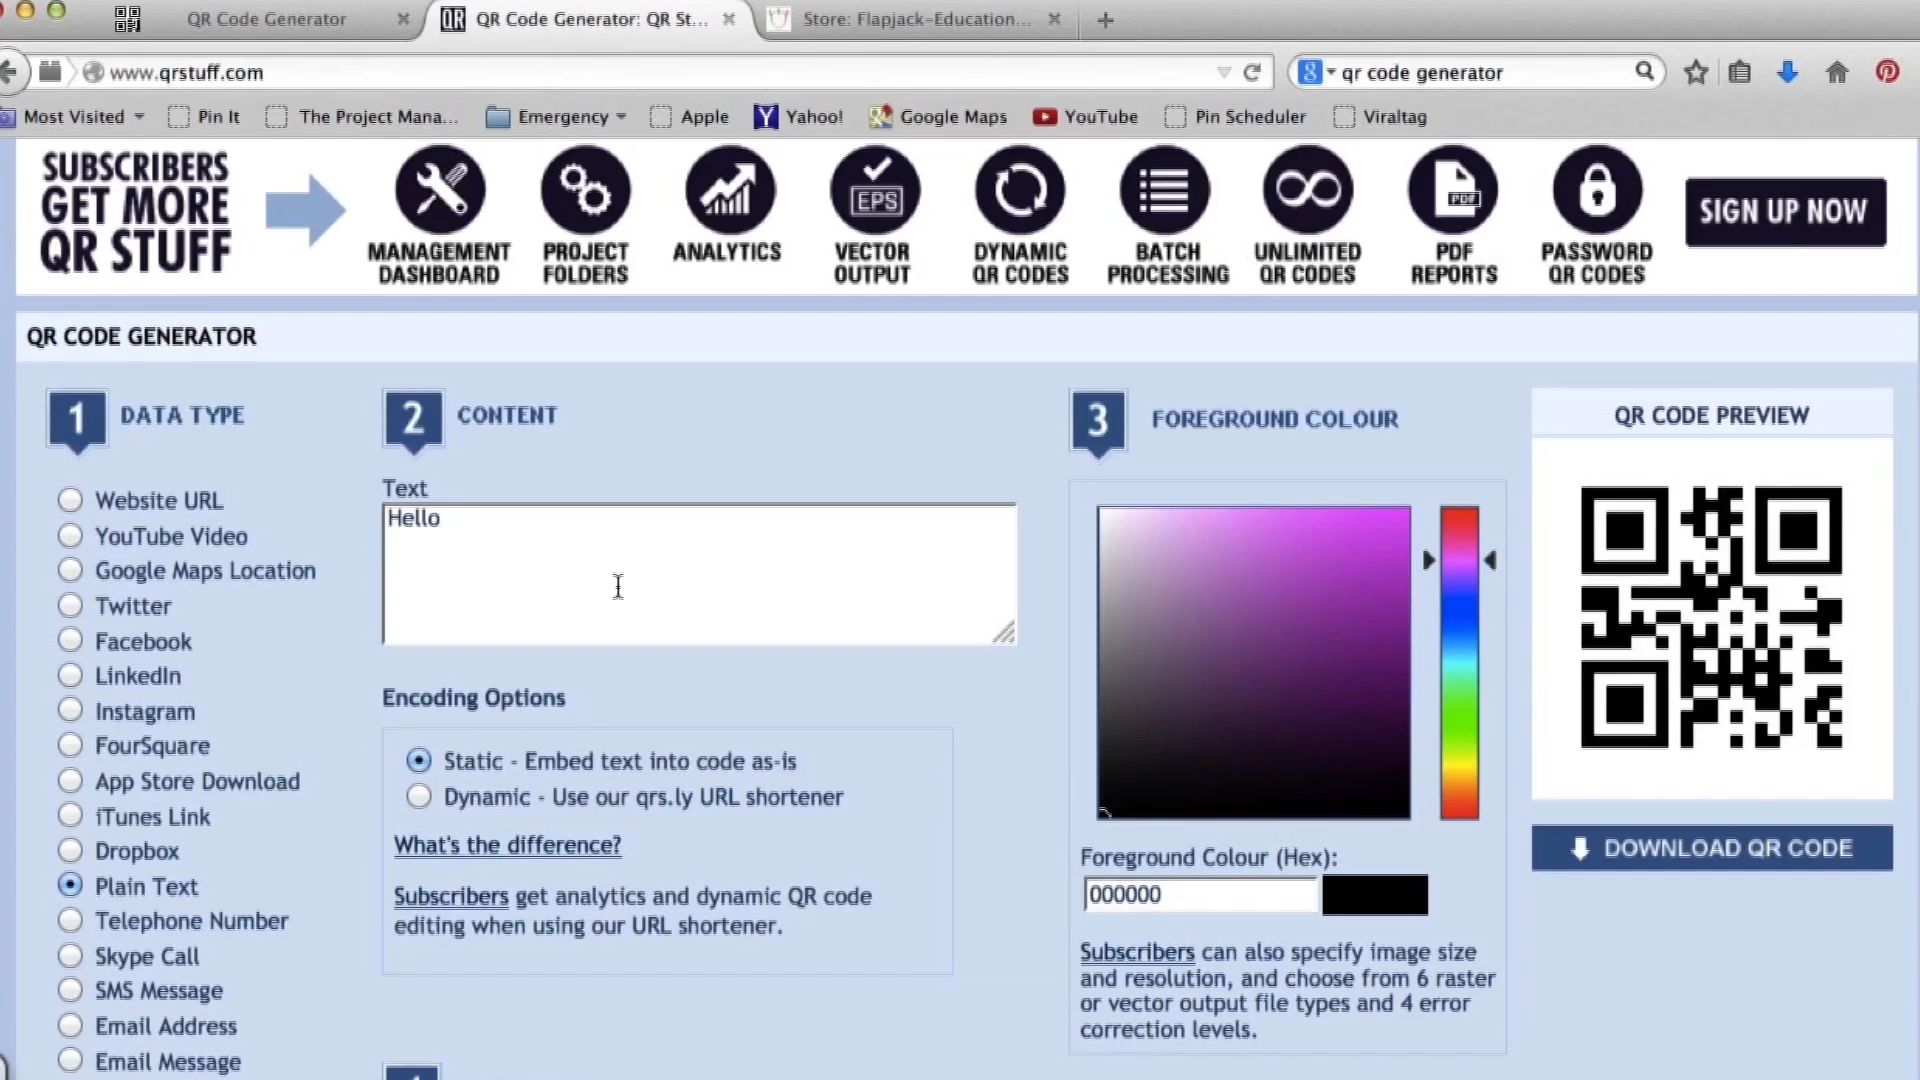 QR Code Generator
QR Code Generator: QR St...
Store: Flapjack-Education...
www.qrstuff.com
qr code generator
Most Visited
Pin It
The Project Mana...
Emergency
Apple
Yahoo!
Google Maps
YouTube
Pin Scheduler
Viraltag
SUBSCRIBERS
GET MORE
QR STUFF
MANAGEMENT
DASHBOARD
PROJECT
FOLDERS
ANALYTICS
EPS
VECTOR
OUTPUT
DYNAMIC
QR CODES
BATCH
PROCESSING
UNLIMITED
QR CODES
PDF
PDF
REPORTS
PASSWORD
QR CODES
SIGN UP NOW
QR CODE GENERATOR
1 DATA TYPE
Website URL
YouTube Video
Google Maps Location
Twitter
Facebook
LinkedIn
Instagram
FourSquare
App Store Download
iTunes Link
Dropbox
Plain Text
Telephone Number
Skype Call
SMS Message
Email Address
Email Message
2 CONTENT
Text
Hello
Encoding Options
Static - Embed text into code as-is
Dynamic - Use our qrs.ly URL shortener
What's the difference?
Subscribers get analytics and dynamic QR code
editing when using our URL shortener.
3 FOREGROUND COLOUR
Foreground Colour (Hex):
000000
Subscribers can also specify image size
and resolution, and choose from 6 raster
or vector output file types and 4 error
correction levels.
QR CODE PREVIEW
DOWNLOAD QR CODE